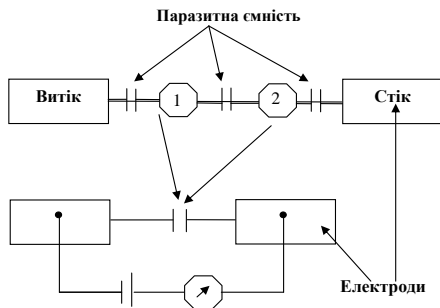 Паразитна ємність
Витік
1
2
Стік
Електроди